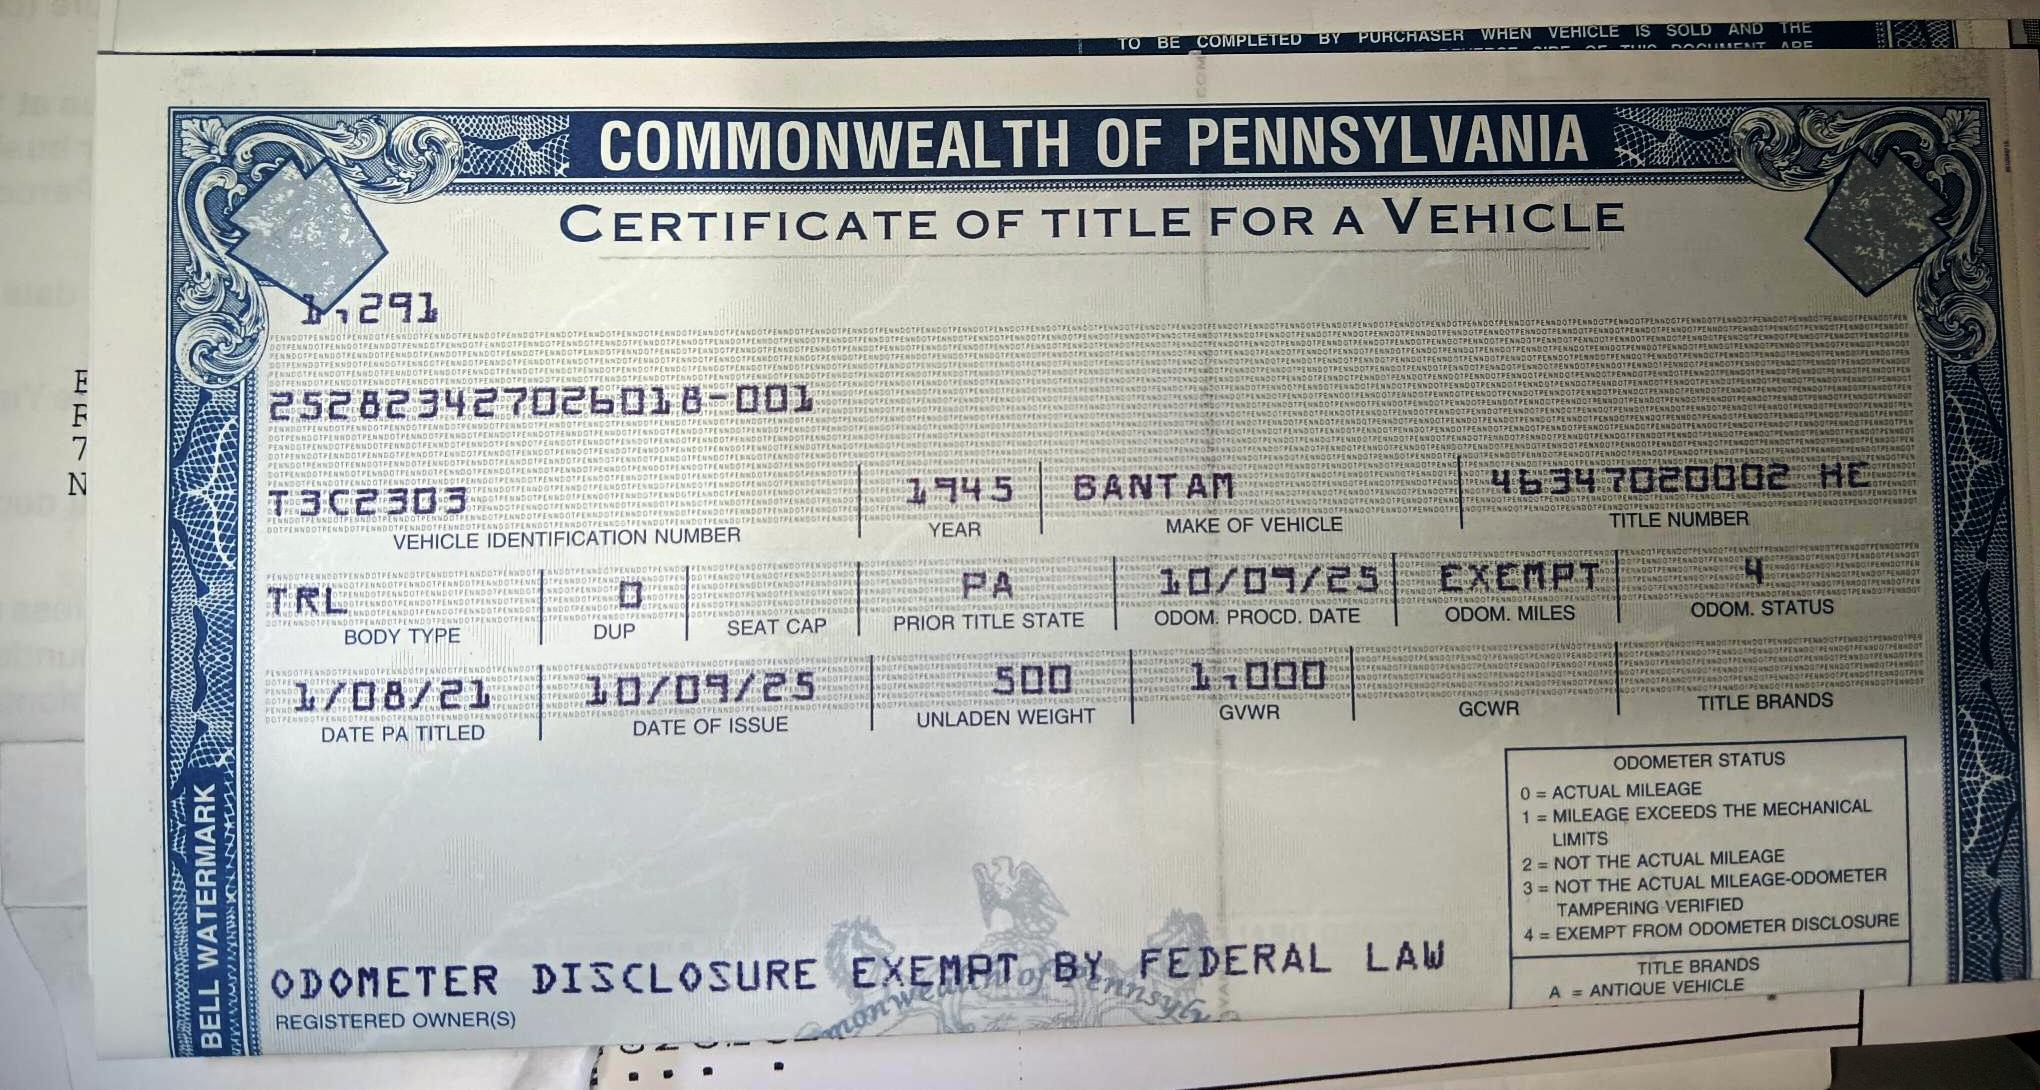 TO BE COMPLETED BY PURCHASER WHEN VEHICLE IS SOLD AND THE
COMMONWEALTH OF PENNSYLVANIA
CERTIFICATE OF TITLE FOR A VEHICLE
1,291
252823427026018-001
T3C2303 1945 BANTAM 46347020002 HE
VEHICLE IDENTIFICATION NUMBER YEAR MAKE OF VEHICLE TITLE NUMBER
TRL 0 PA 10/09/25 EXEMPT 4
BODY TYPE DUP SEAT CAP PRIOR TITLE STATE ODOM. PROCD. DATE ODOM. MILES ODOM. STATUS
1/08/21 10/09/25 500 1,000
DATE PA TITLED DATE OF ISSUE UNLADEN WEIGHT GVWR GCWR TITLE BRANDS
ODOMETER STATUS
0 = ACTUAL MILEAGE
1 = MILEAGE EXCEEDS THE MECHANICAL
LIMITS
2 = NOT THE ACTUAL MILEAGE
3 = NOT THE ACTUAL MILEAGE-ODOMETER
TAMPERING VERIFIED
4 = EXEMPT FROM ODOMETER DISCLOSURE
TITLE BRANDS
A = ANTIQUE VEHICLE
ODOMETER DISCLOSURE EXEMPT BY FEDERAL LAW
REGISTERED OWNER(S)
BELL WATERMARK